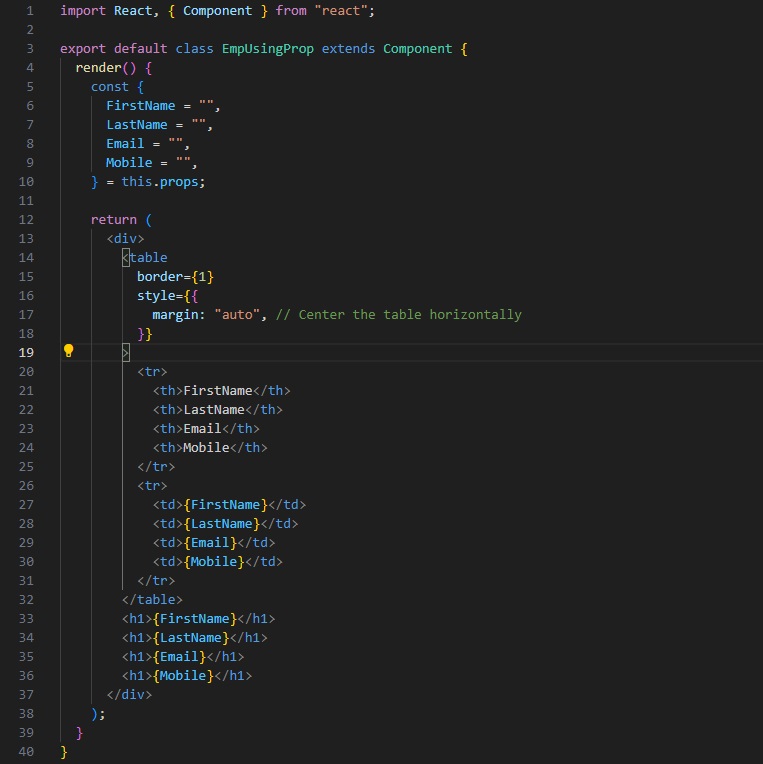 1 import React, { Component } from "react";
2
3 export default class EmpUsingProp extends Component {
4   render() {
5     const {
6       FirstName = "",
7       LastName = "",
8       Email = "",
9       Mobile = "",
10     } = this.props;
11
12     return (
13       <div>
14         <table
15           border={1}
16           style={{
17             margin: "auto", // Center the table horizontally
18           }}
19         >
20           <tr>
21             <th>FirstName</th>
22             <th>LastName</th>
23             <th>Email</th>
24             <th>Mobile</th>
25           </tr>
26           <tr>
27             <td>{FirstName}</td>
28             <td>{LastName}</td>
29             <td>{Email}</td>
30             <td>{Mobile}</td>
31           </tr>
32         </table>
33         <h1>{FirstName}</h1>
34         <h1>{LastName}</h1>
35         <h1>{Email}</h1>
36         <h1>{Mobile}</h1>
37       </div>
38     );
39   }
40 }